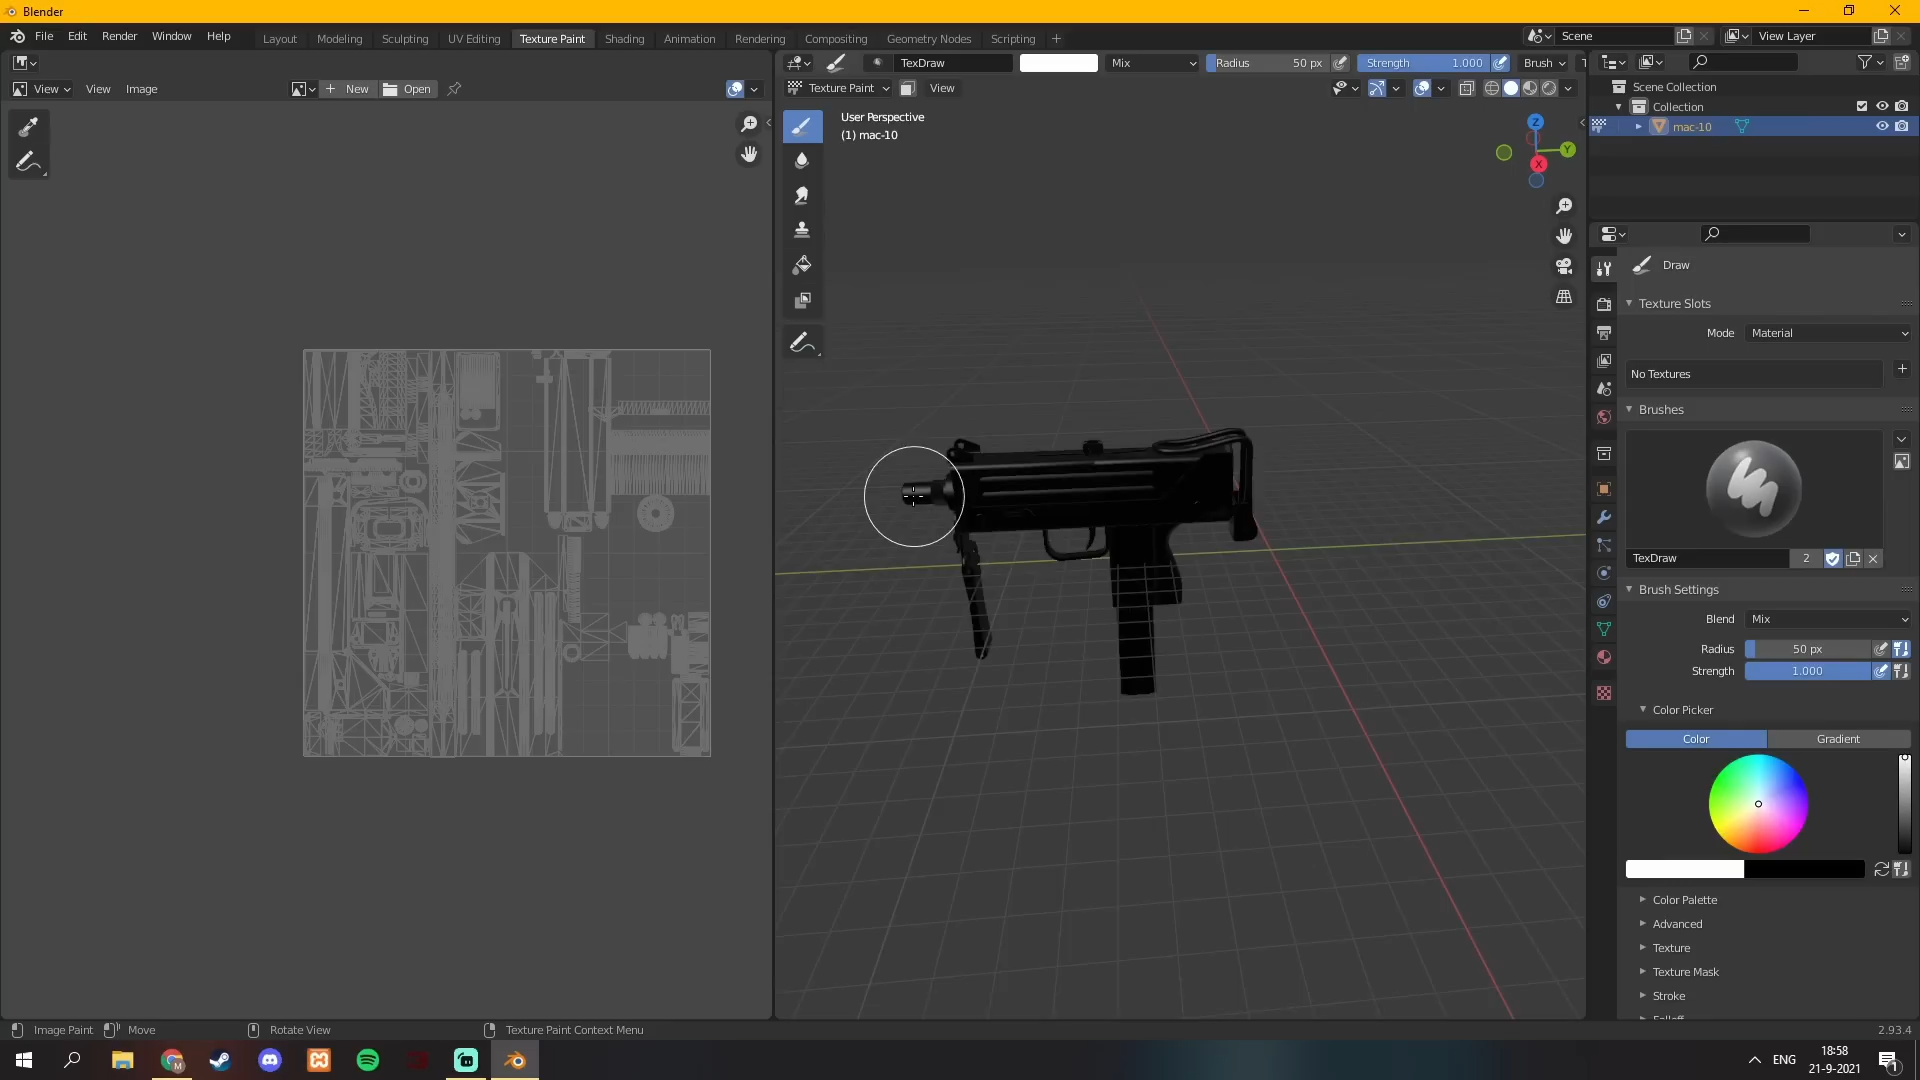 Blender
File Edit Render Window Help
Layout Modeling Sculpting UV Editing Texture Paint Shading Animation Rendering Compositing Geometry Nodes Scripting
Scene
View Layer
TexDraw Mix Radius 50 px Strength 1.000 Brush
View View Image New Open
Texture Paint View
User Perspective
(1) mac-10
Z
Y
X
Scene Collection
Collection
mac-10
Draw
Texture Slots
Mode Material
No Textures
Brushes
TexDraw 2
Brush Settings
Blend Mix
Radius 50 px
Strength 1.000
Color Picker
Color Gradient
Color Palette
Advanced
Texture
Texture Mask
Stroke
Image Paint Move Rotate View Texture Paint Context Menu 2.93.4
M
ENG
18:58
21-9-2021
1